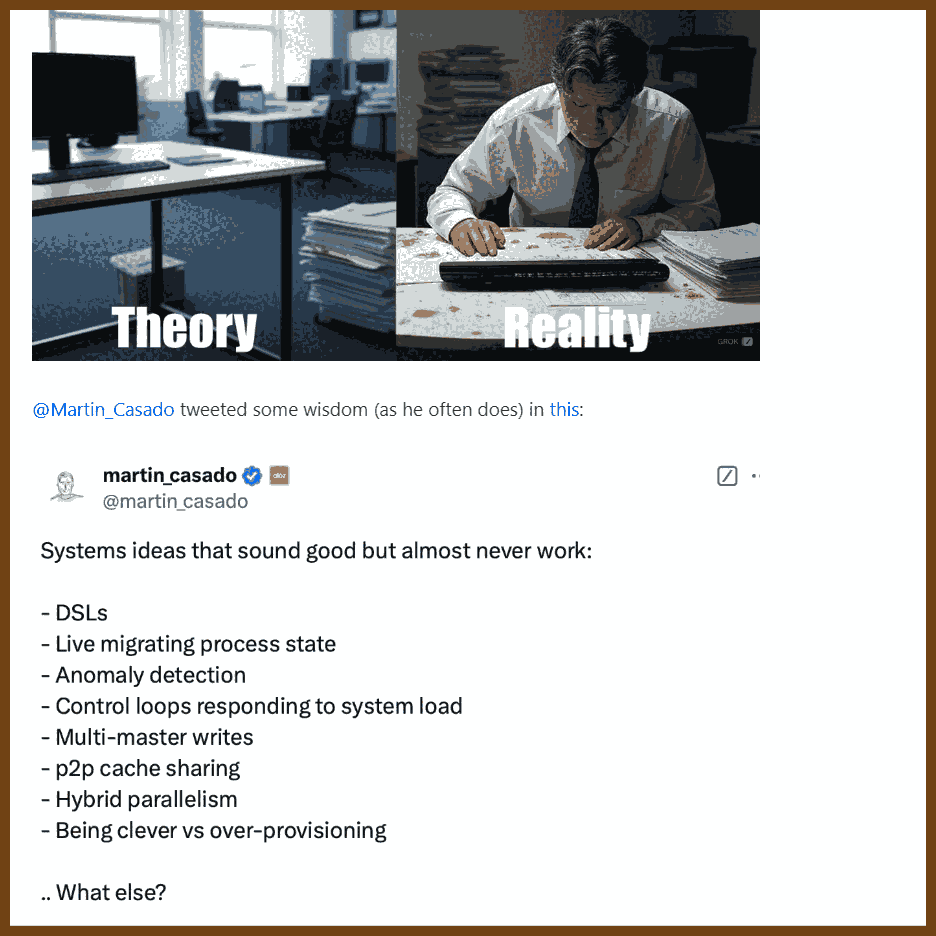 Theory
Reality
GROK
@Martin_Casado tweeted some wisdom (as he often does) in this:
martin_casado
@martin_casado
Systems ideas that sound good but almost never work:
- DSLs
- Live migrating process state
- Anomaly detection
- Control loops responding to system load
- Multi-master writes
- p2p cache sharing
- Hybrid parallelism
- Being clever vs over-provisioning
.. What else?